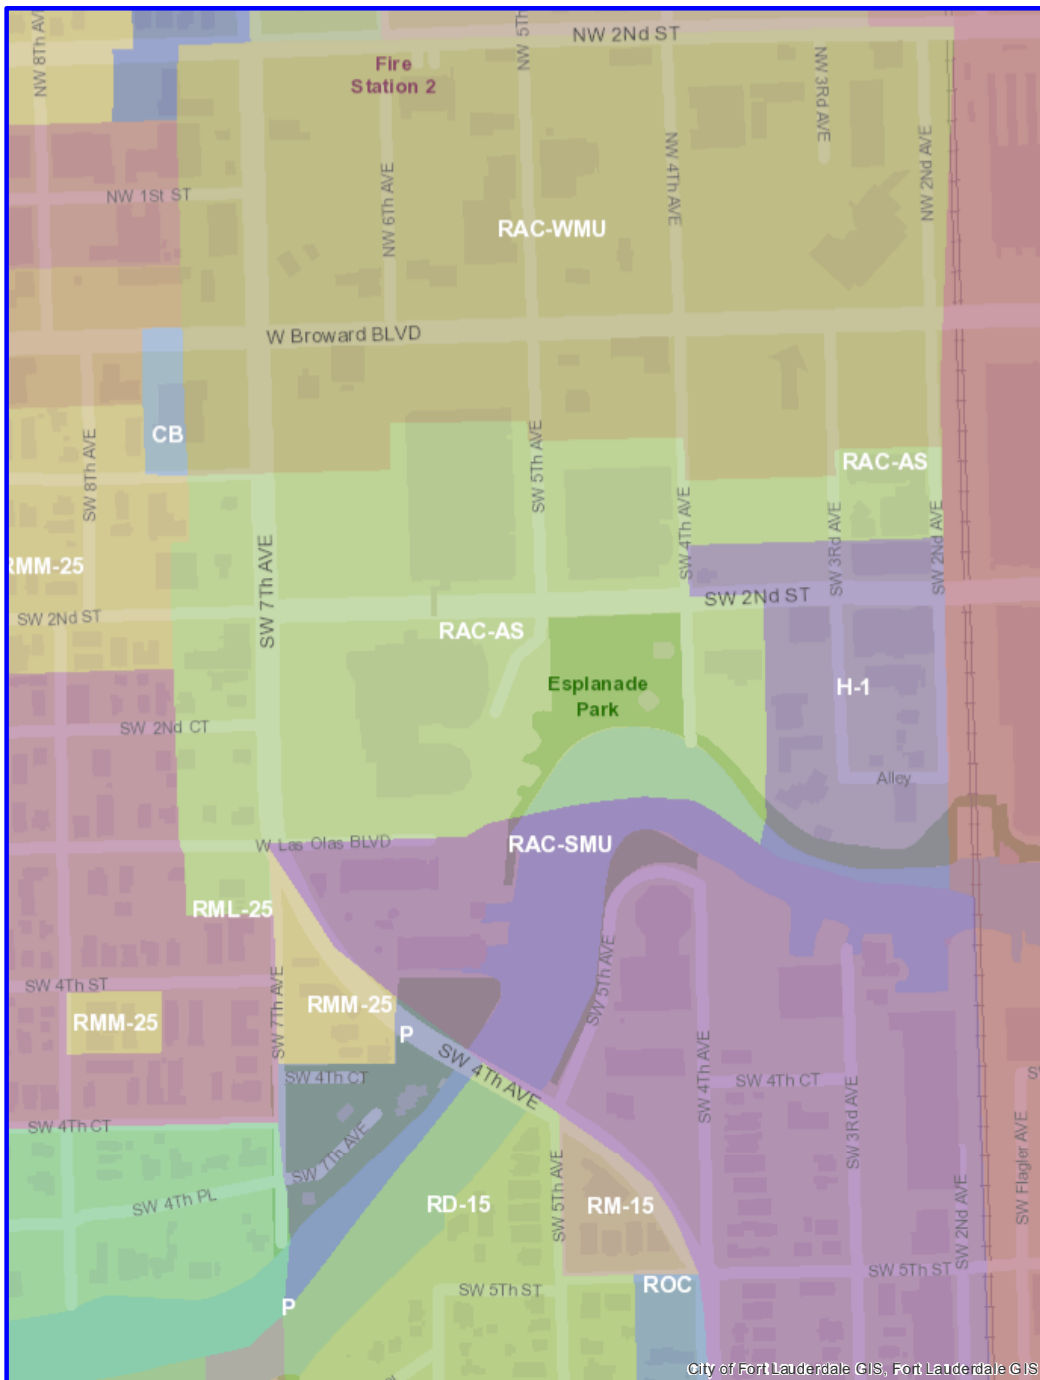 NW 8Th AV
NW 5Th
NW 2Nd ST
Fire
Station 2
NW 3Rd AVE
NW 1St ST
NW 6Th AVE
NW 4Th AVE
NW 2Nd AVE
RAC-WMU
W Broward BLVD
CB
SW 8Th AVE
SW 5Th AVE
RAC-AS
SW 4Th AVE
SW 3Rd AVE
SW 2Nd AVE
RMM-25
SW 7Th AVE
SW 2Nd ST
SW 2Nd ST
RAC-AS
Esplanade
Park
H-1
SW 2Nd CT
Alley
W Las Olas BLVD
RAC-SMU
RML-25
SW 4Th ST
SW 7Th AVE
SW 5Th AVE
RMM-25
RMM-25
P
SW 4Th AVE
SW 4Th AVE
SW 4Th CT
SW 4Th CT
S
SW 4Th CT
SW 7Th AVE
SW 3Rd AVE
SW Flagler AVE
SW 4Th PL
RD-15
SW 5Th AVE
RM-15
SW 2Nd AVE
SW 5Th ST
SW 5Th ST
ROC
P
City of Fort Lauderdale GIS, Fort Lauderdale GIS